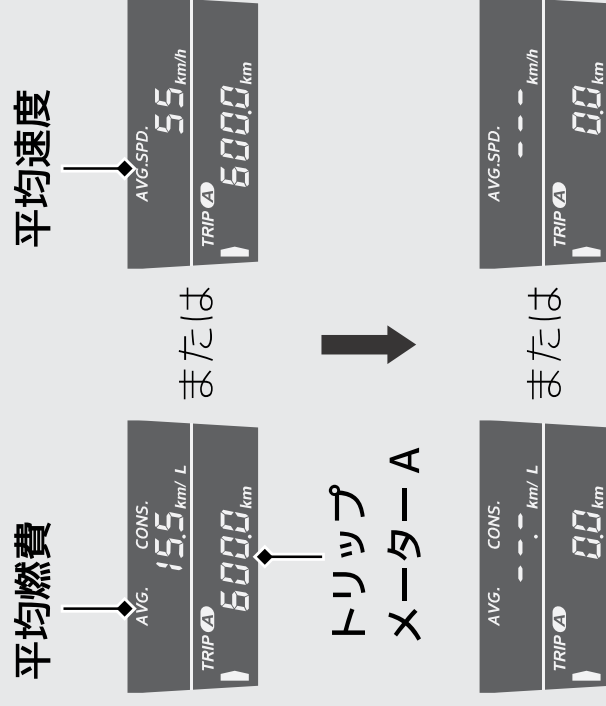 平均燃費
平均速度
AVG. CONS.
15.5 km/ L
TRIP A
600.0 km
または
AVG.SPD.
55 km/h
TRIP A
600.0 km
トリップ
メーター A
AVG. CONS.
--.- km/ L
TRIP A
0.0 km
または
AVG.SPD.
--- km/h
TRIP A
0.0 km